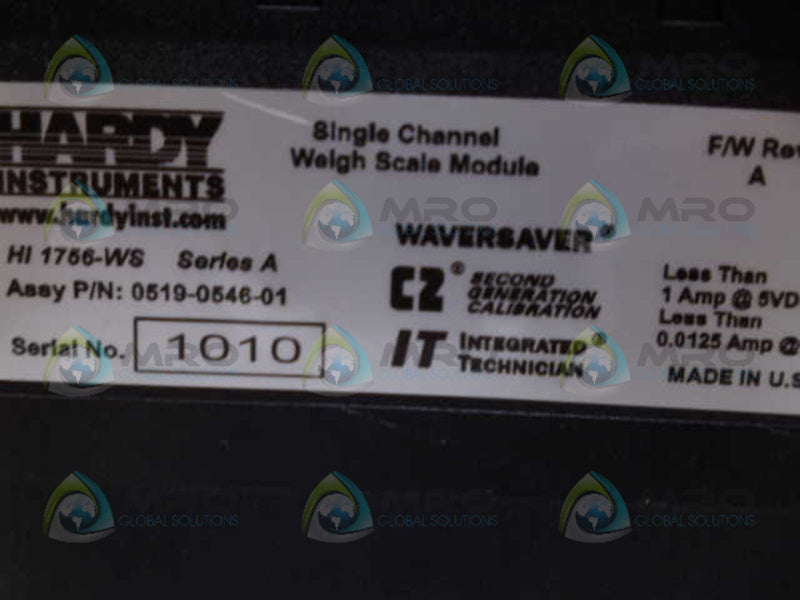 HARDY
INSTRUMENTS
www.hardyinst.com
HI 1756-WS Series A
Assy P/N: 0519-0546-01
Serial No. 1010
Single Channel
Weigh Scale Module
WAVERSAVER®
C2® SECOND
GENERATION
CALIBRATION
IT INTEGRATED®
TECHNICIAN
F/W Rev
A
Less Than
1 Amp @ 5VD
Less Than
0.0125 Amp @
MADE IN U.S
MRO
GLOBAL SOLUTIONS